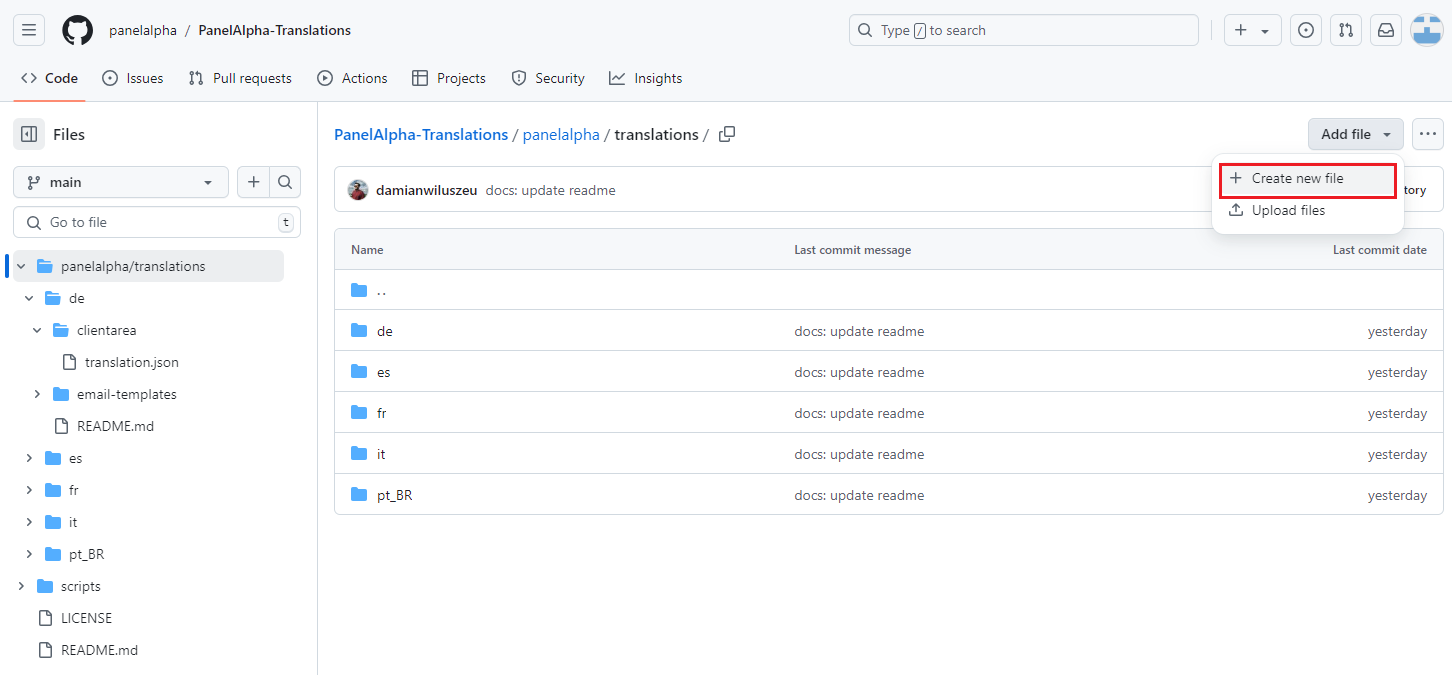 panelalpha / PanelAlpha-Translations
Type / to search
Code Issues Pull requests Actions Projects Security Insights
Files
main
Go to file t
panelalpha/translations
de
clientarea
translation.json
email-templates
README.md
es
fr
it
pt_BR
scripts
LICENSE
README.md
PanelAlpha-Translations / panelalpha / translations /
Add file
Create new file
Upload files
damianwiluszeu docs: update readme tory
Name Last commit message Last commit date
..
de docs: update readme yesterday
es docs: update readme yesterday
fr docs: update readme yesterday
it docs: update readme yesterday
pt_BR docs: update readme yesterday